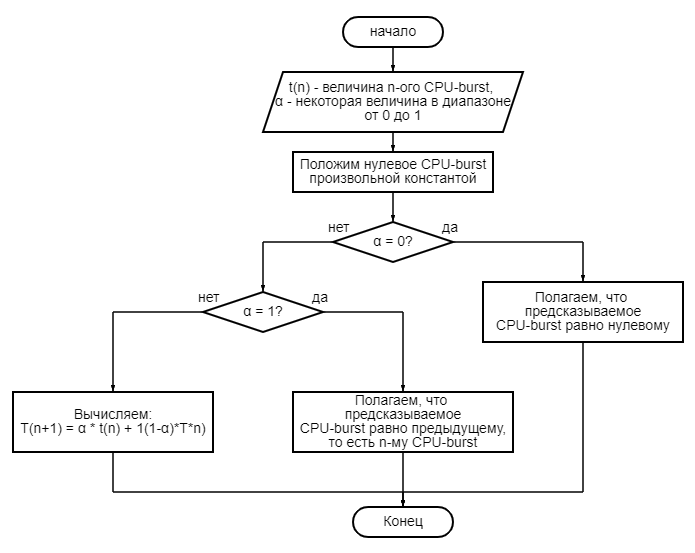 начало
t(n) - величина n-ого CPU-burst,
α - некоторая величина в диапазоне
от 0 до 1
Положим нулевое CPU-burst
произвольной константой
нет
да
α = 0?
нет
да
α = 1?
Полагаем, что
предсказываемое
CPU-burst равно нулевому
Вычисляем:
T(n+1) = α * t(n) + 1(1-α)*T*n)
Полагаем, что
предсказываемое
CPU-burst равно предыдущему,
то есть n-му CPU-burst
Конец